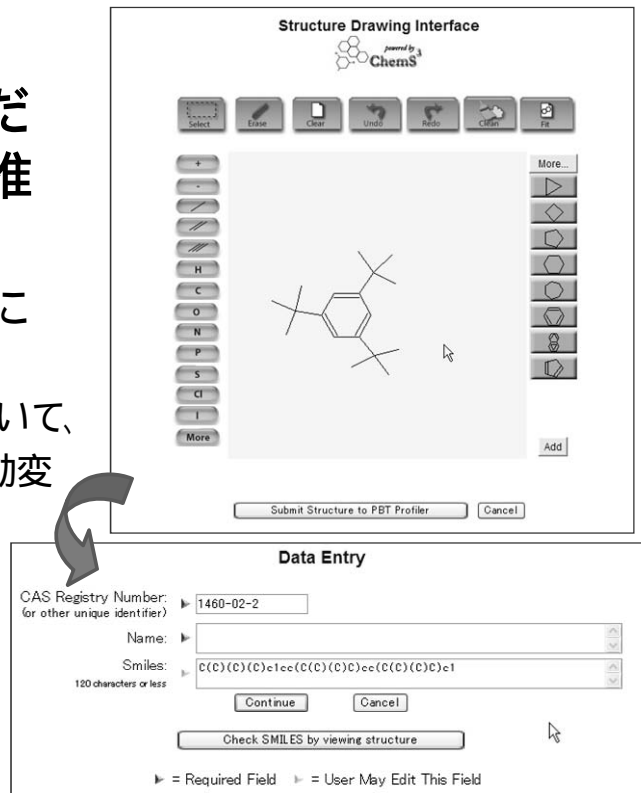 だ
准
こ
いて、
動変
Structure Drawing Interface
powered by
ChemS3
Select Erase Clear Undo Redo Clean Fit
+
-
H
C
O
N
P
S
Cl
I
More
More...
Add
Submit Structure to PBT Profiler Cancel
Data Entry
CAS Registry Number: 1460-02-2
(or other unique identifier)
Name:
Smiles: C(C)(C)(C)c1cc(C(C)(C)C)cc(C(C)(C)C)c1
120 characters or less
Continue Cancel
Check SMILES by viewing structure
= Required Field = User May Edit This Field